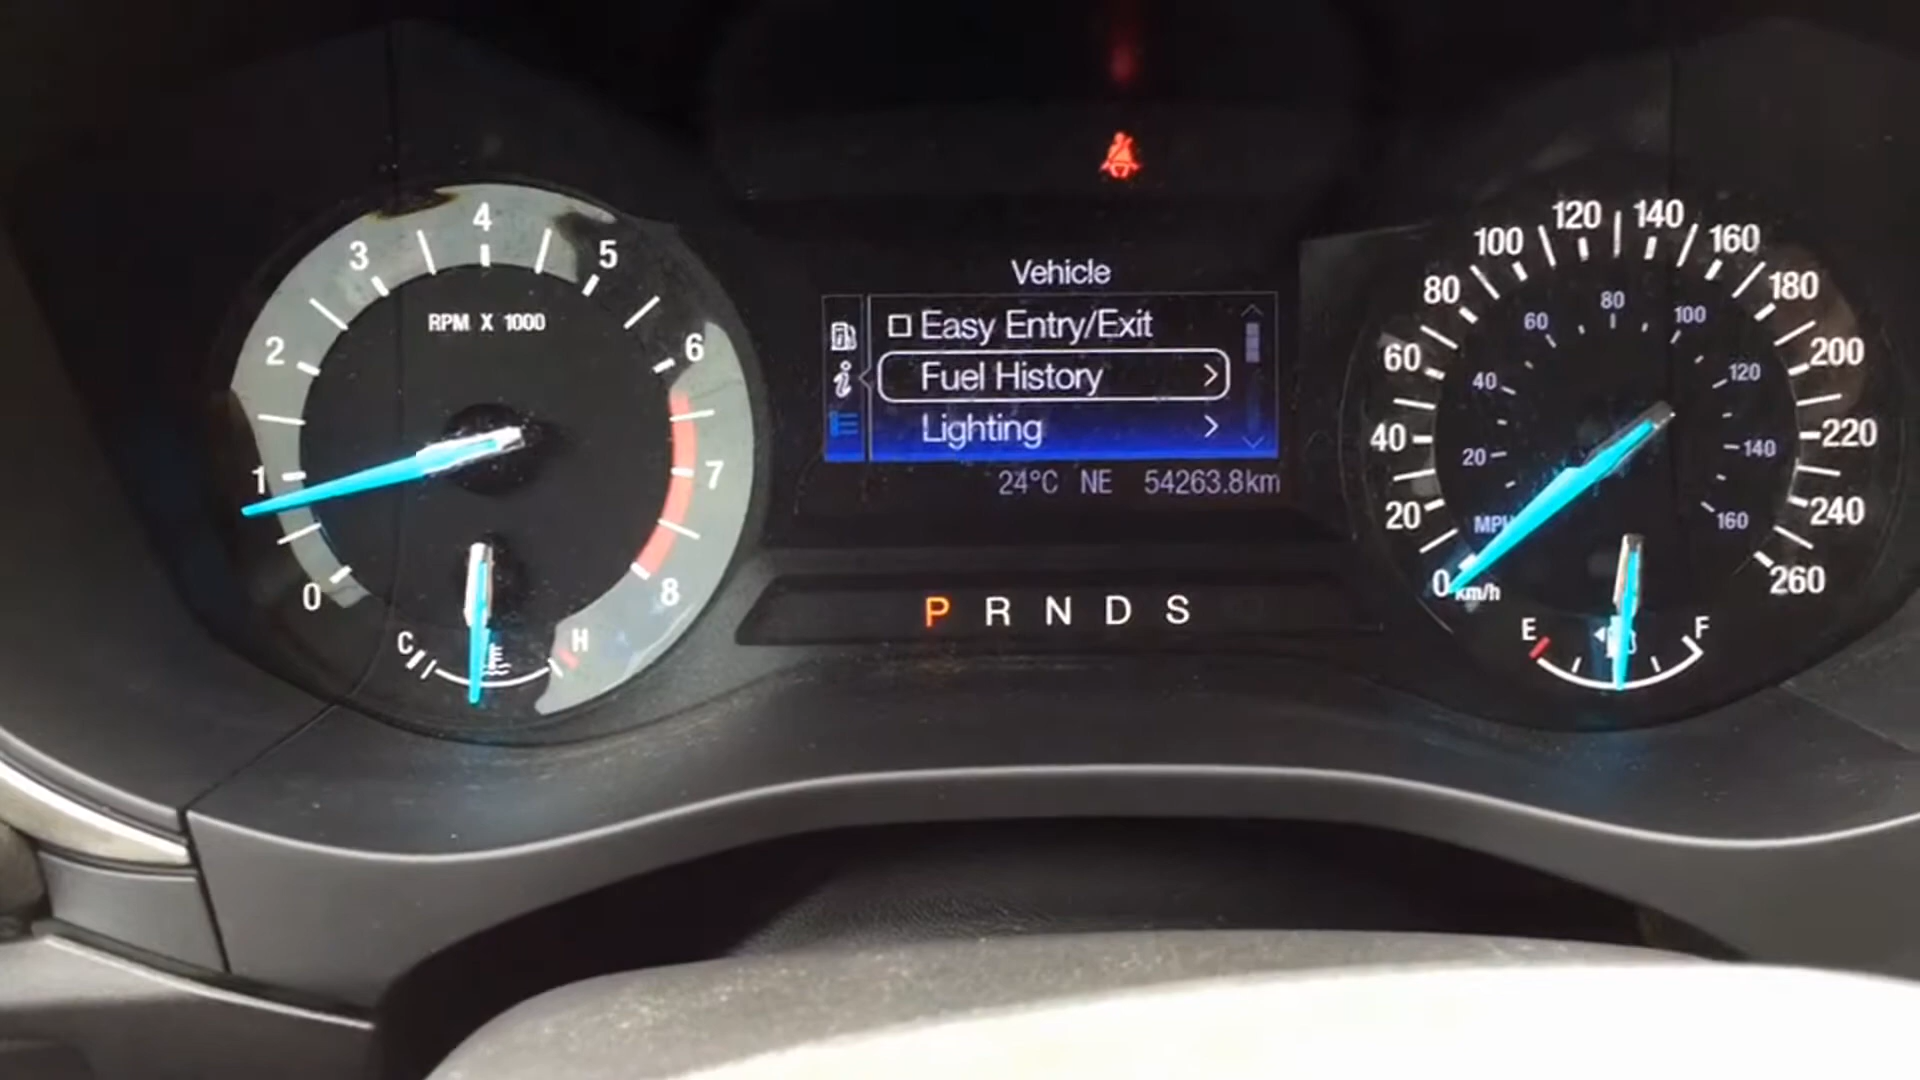 4
3
5
RPM X 1000
2
6
1
7
0
8
C
H
Vehicle
Easy Entry/Exit
Fuel History
Lighting
24°C NE 54263.8km
P R N D S
120 140
100 160
80 180
80
60 100
60 200
40 120
40 220
20 140
20 240
MPH 160
0 km/h 260
E F